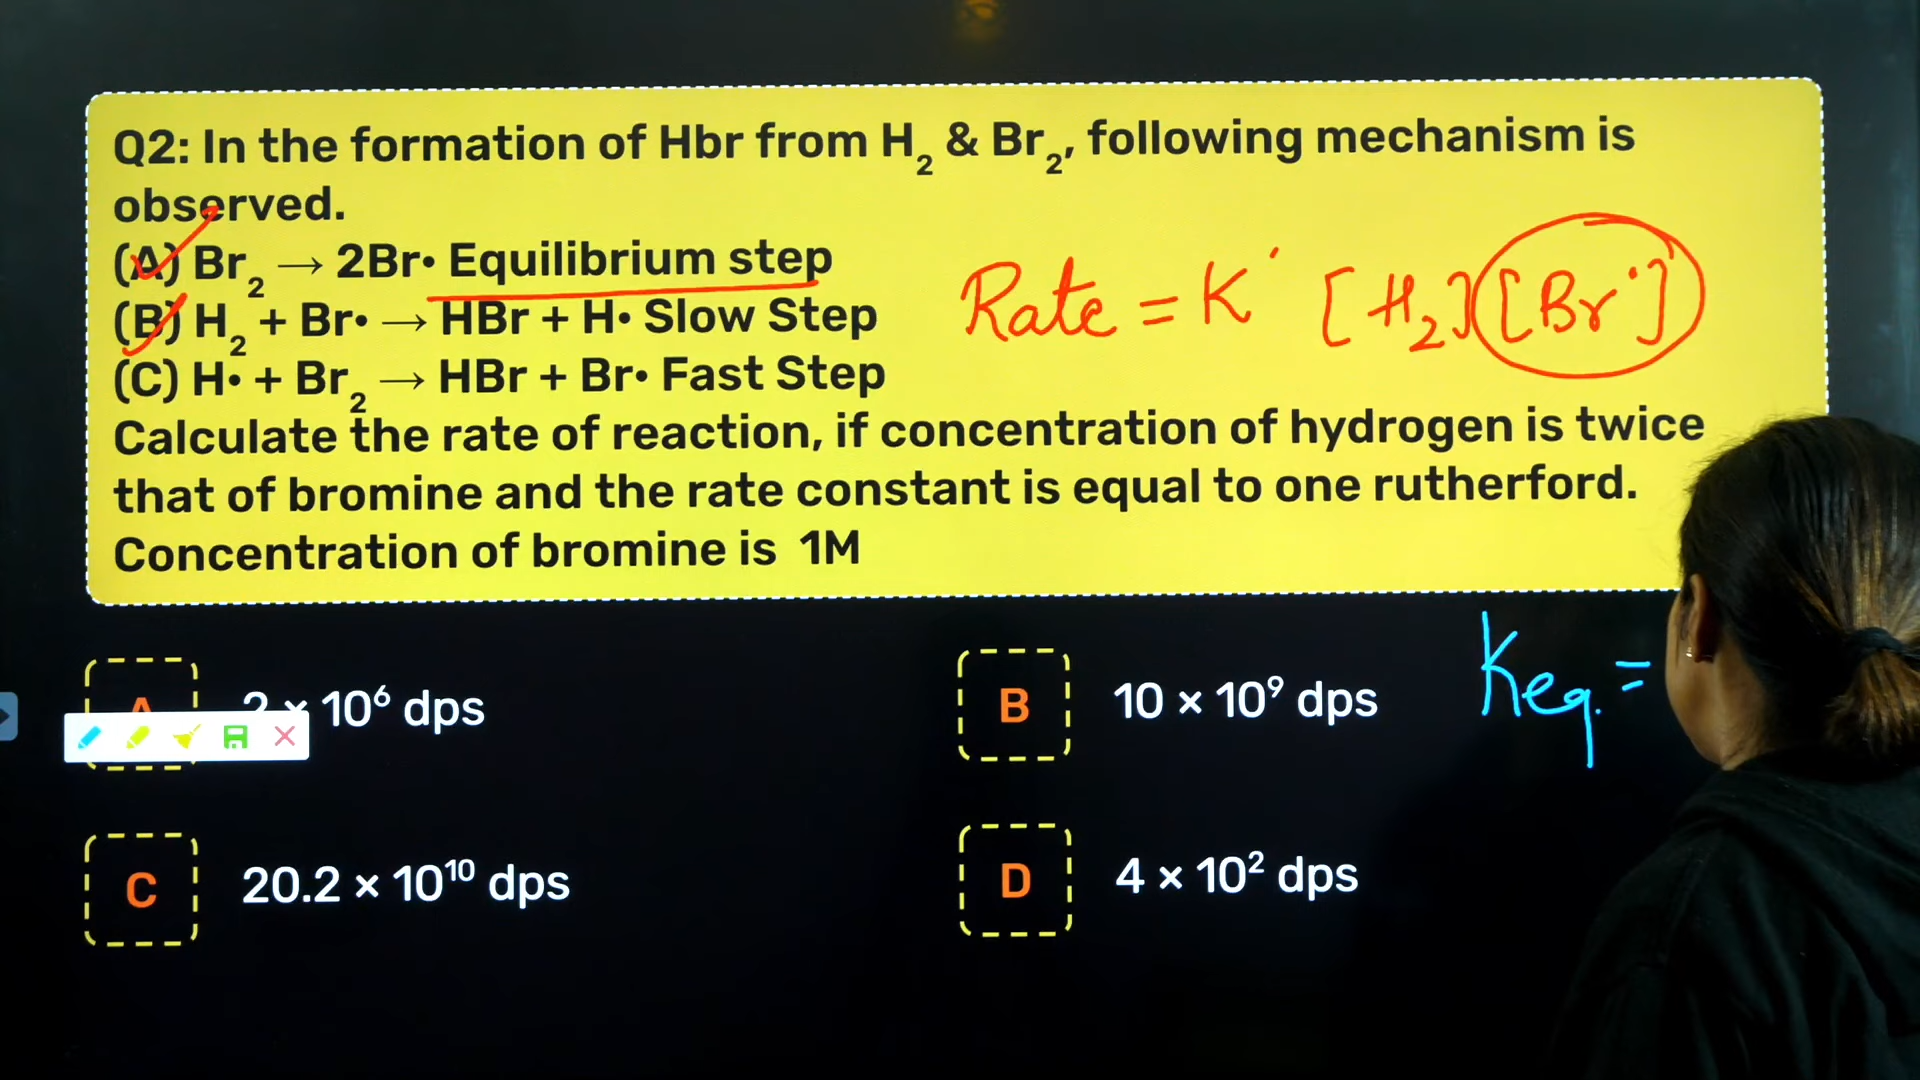 Q2: In the formation of Hbr from H₂ & Br₂, following mechanism is
observed.
(A) Br₂ → 2Br• Equilibrium step
(B) H₂ + Br• → HBr + H• Slow Step
(C) H• + Br₂ → HBr + Br• Fast Step
Rate = K' [H₂] [Br•]
Calculate the rate of reaction, if concentration of hydrogen is twice
that of bromine and the rate constant is equal to one rutherford.
Concentration of bromine is 1M
Keq. =
A 2 × 10⁶ dps
B 10 × 10⁹ dps
C 20.2 × 10¹⁰ dps
D 4 × 10² dps